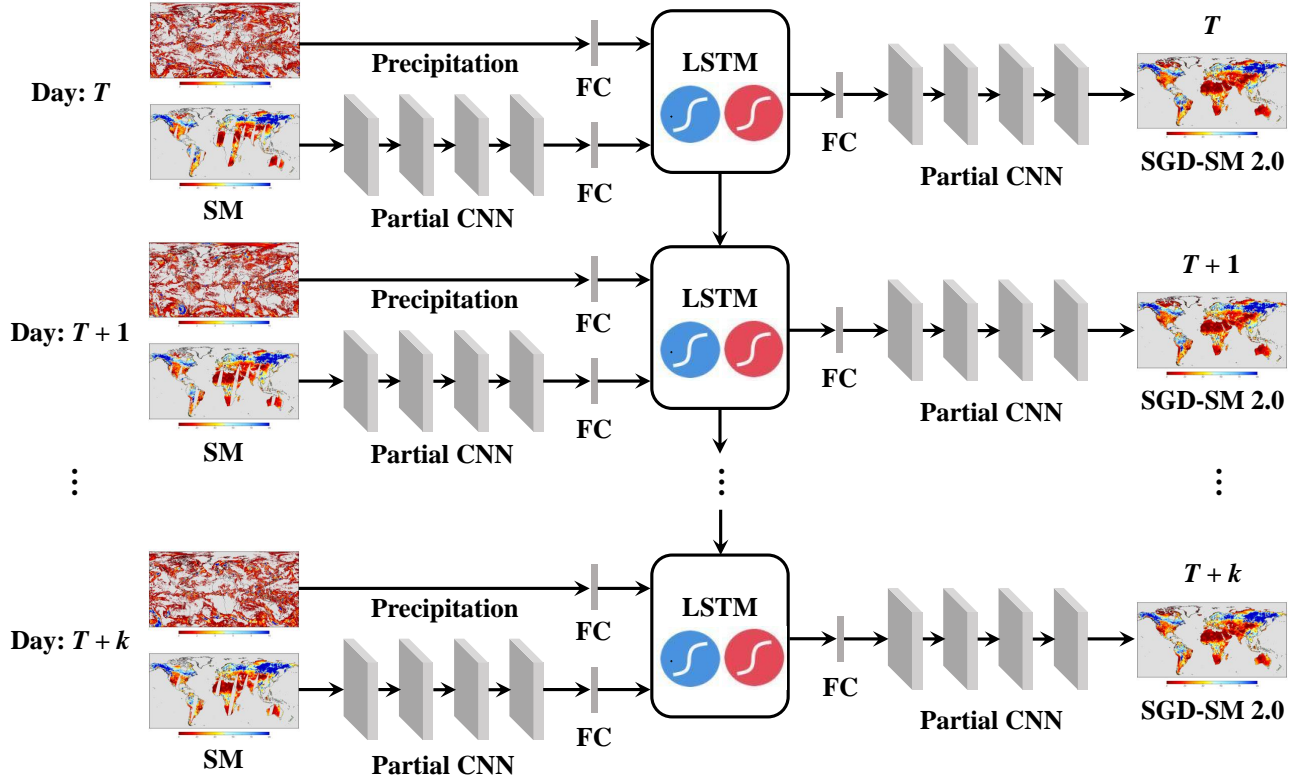 T
Precipitation
FC
LSTM
Day: T
FC
FC
SM
Partial CNN
Partial CNN
SGD-SM 2.0
T + 1
Precipitation
FC
LSTM
Day: T + 1
FC
FC
SM
Partial CNN
Partial CNN
SGD-SM 2.0
⋮
⋮
⋮
T + k
Precipitation
FC
LSTM
Day: T + k
FC
FC
SM
Partial CNN
Partial CNN
SGD-SM 2.0